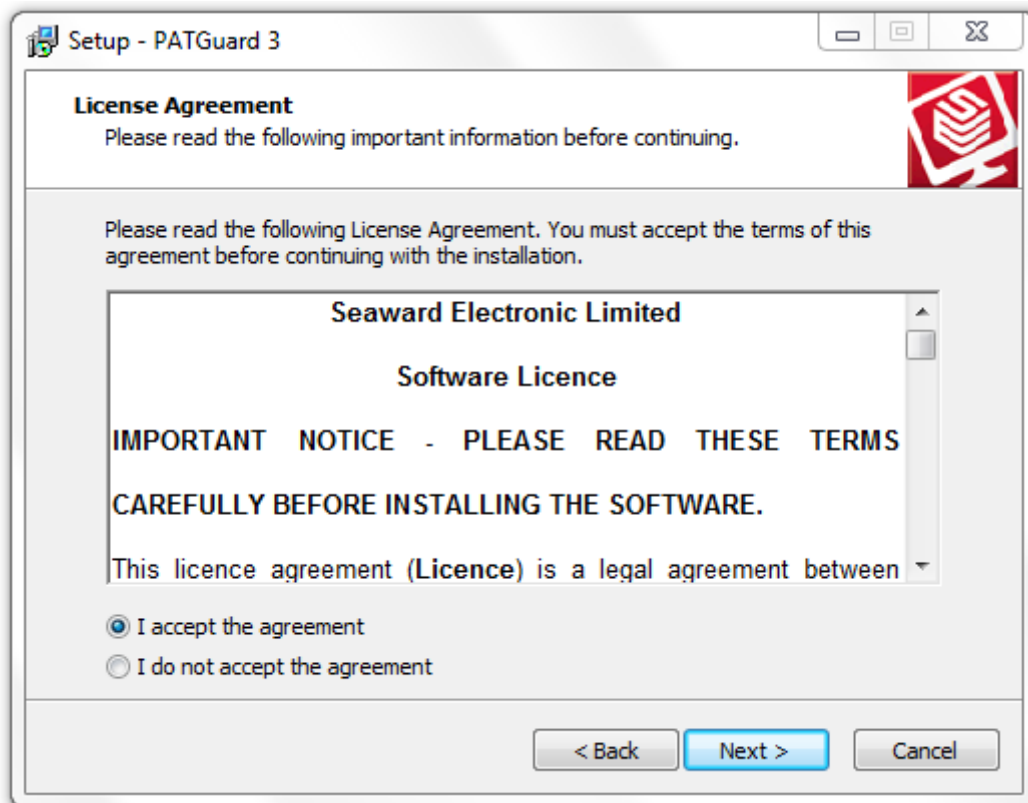 Setup - PATGuard 3
License Agreement
Please read the following important information before continuing.
Please read the following License Agreement. You must accept the terms of this
agreement before continuing with the installation.
Seaward Electronic Limited
Software Licence
IMPORTANT NOTICE - PLEASE READ THESE TERMS
CAREFULLY BEFORE INSTALLING THE SOFTWARE.
This licence agreement (Licence) is a legal agreement between
I accept the agreement
I do not accept the agreement
< Back Next > Cancel